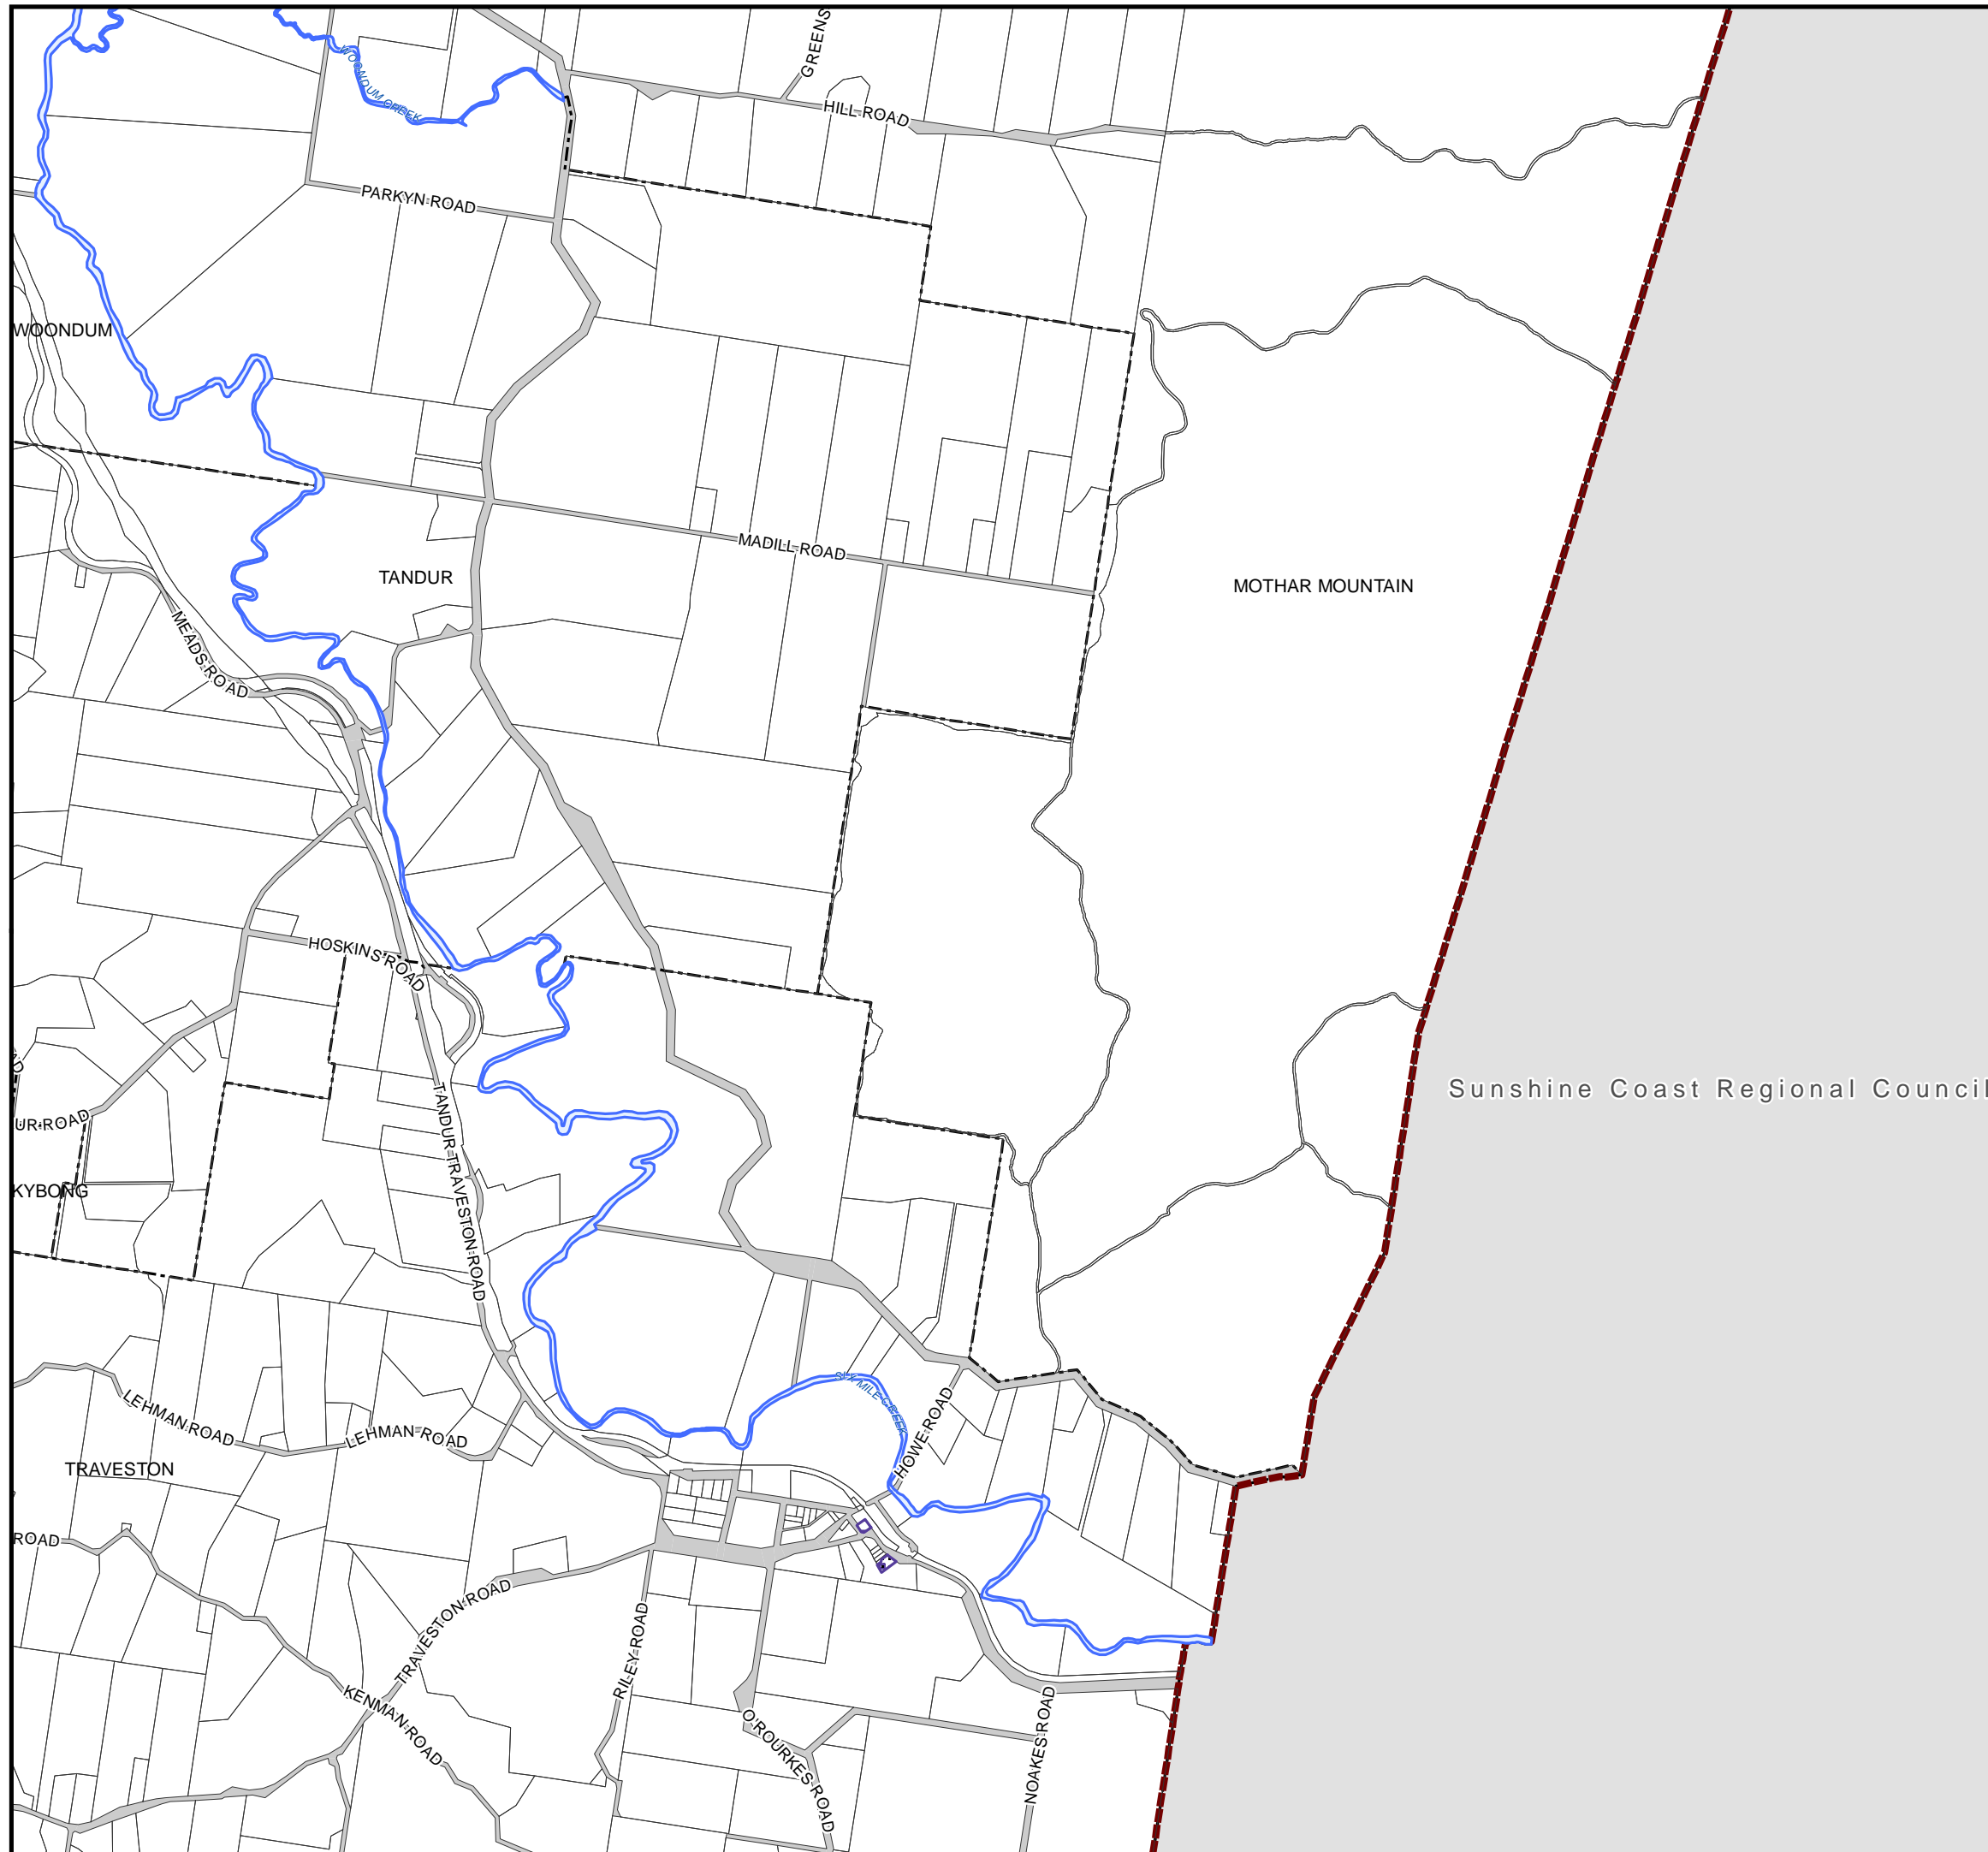 GREENS
WOONDUM CREEK
HILL ROAD
PARKYN ROAD
WOONDUM
MADILL ROAD
TANDUR
MOTHAR MOUNTAIN
MEADS ROAD
HOSKINS ROAD
Sunshine Coast Regional Council
UR ROAD
TANDUR TRAVESTON ROAD
KYBONG
SIX MILE CREEK
HOWE ROAD
LEHMAN ROAD
LEHMAN ROAD
TRAVESTON
ROAD
TRAVESTON ROAD
RILEY ROAD
KENMAN ROAD
O'ROURKES ROAD
NOAKES ROAD